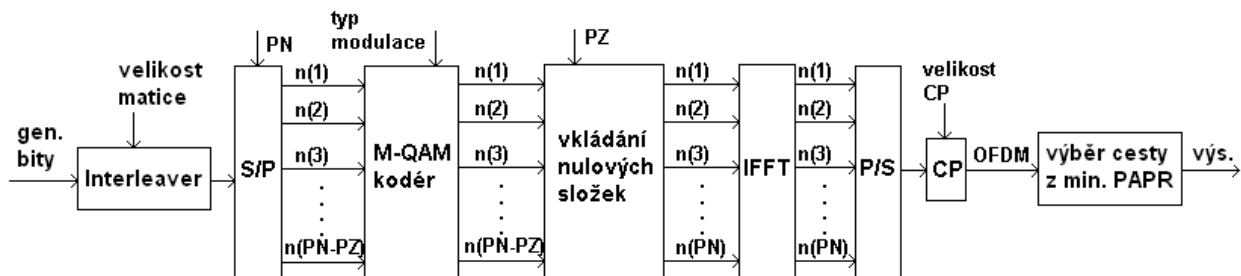 gen.
bity
velikost
matice
Interleaver
PN
S/P
n(1)
n(2)
n(3)
n(PN-PZ)
typ
modulace
M-QAM
kodér
n(1)
n(2)
n(3)
n(PN-PZ)
PZ
vkládání
nulových
složek
n(1)
n(2)
n(3)
n(PN)
IFFT
n(1)
n(2)
n(3)
n(PN)
P/S
velikost
CP
CP
OFDM
výběr cesty
z min. PAPR
výs.